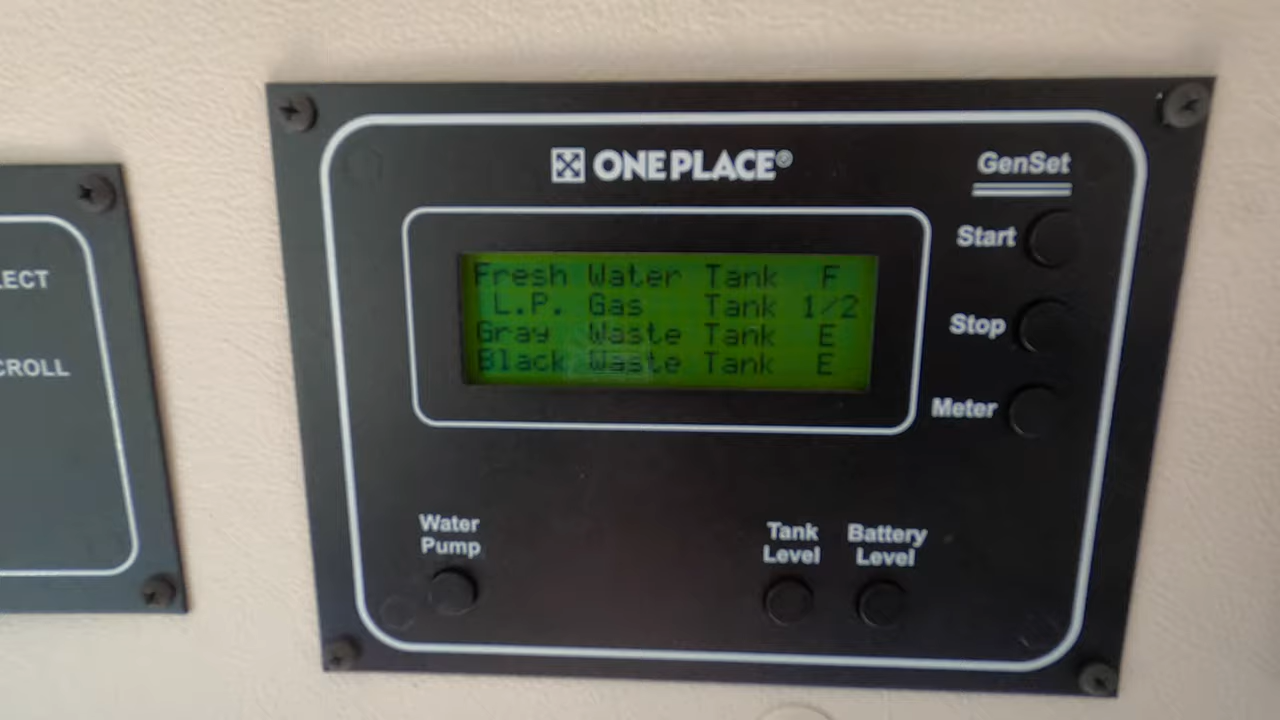 LECT
CROLL
ONEPLACE®
GenSet
Start
Stop
Meter
Fresh Water Tank F
L.P. Gas Tank 1/2
Gray Waste Tank E
Black Waste Tank E
Water
Pump
Tank
Level
Battery
Level